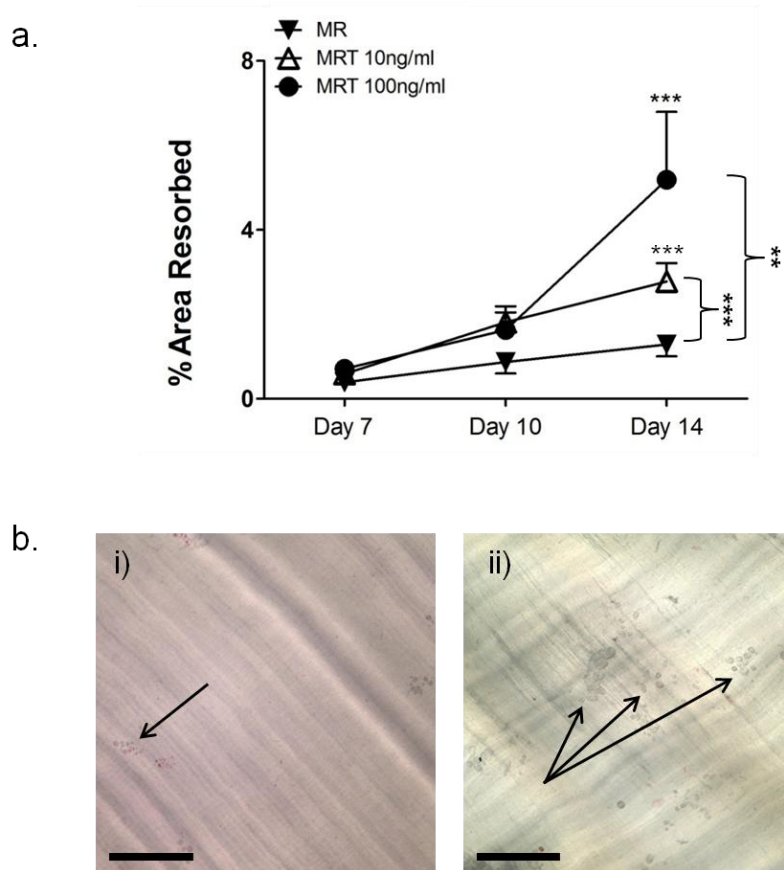 a.
MR
MRT 10ng/ml
MRT 100ng/ml
% Area Resorbed
8
4
0
***
***
***
**
Day 7 Day 10 Day 14
b.
i)
ii)